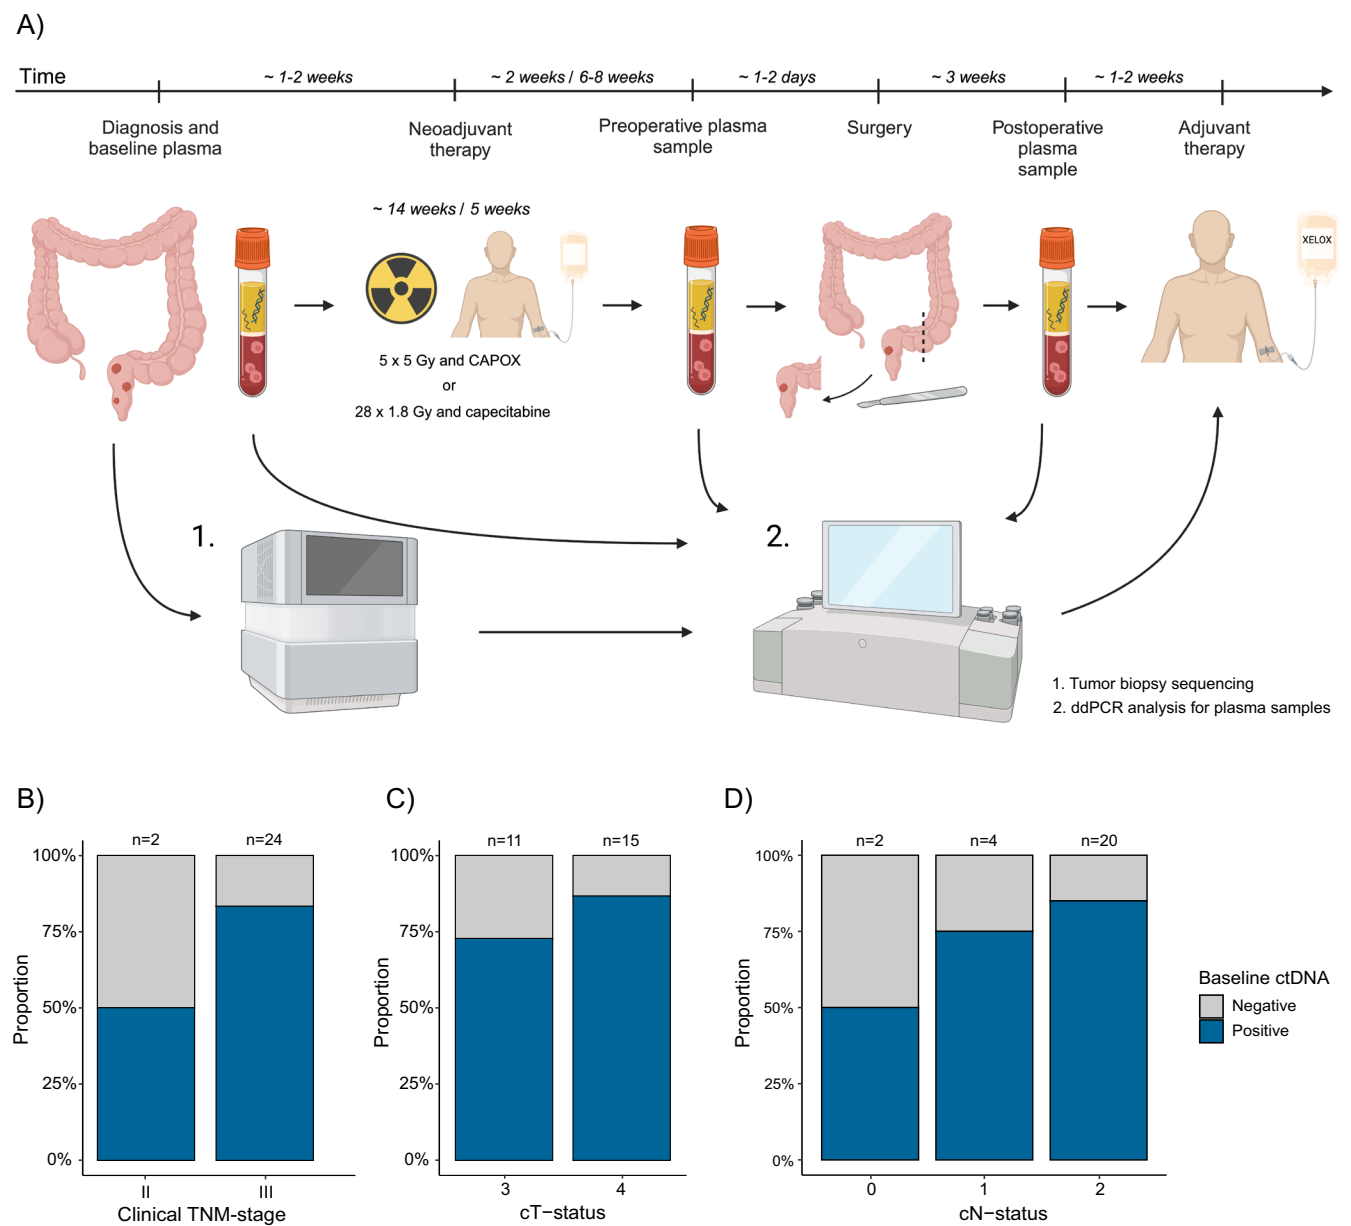 A)
Time
~ 1-2 weeks
~ 2 weeks / 6-8 weeks
~ 1-2 days
~ 3 weeks
~ 1-2 weeks
Diagnosis and
baseline plasma
Neoadjuvant
therapy
Preoperative plasma
sample
Surgery
Postoperative
plasma
sample
Adjuvant
therapy
~ 14 weeks / 5 weeks
5 x 5 Gy and CAPOX
or
28 x 1.8 Gy and capecitabine
XELOX
1.
2.
1. Tumor biopsy sequencing
2. ddPCR analysis for plasma samples
B)
n=2
n=24
100%
75%
50%
25%
0%
Proportion
II
III
Clinical TNM-stage
C)
n=11
n=15
100%
75%
50%
25%
0%
Proportion
3
4
cT−status
D)
n=2
n=4
n=20
100%
75%
50%
25%
0%
Proportion
0
1
2
cN−status
Baseline ctDNA
Negative
Positive